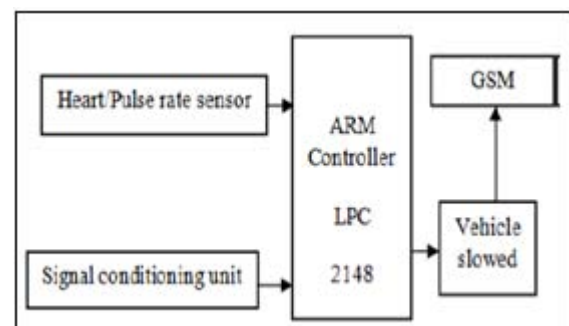 Heart/Pulse rate sensor
Signal conditioning unit
ARM
Controller
LPC
2148
GSM
Vehicle
slowed